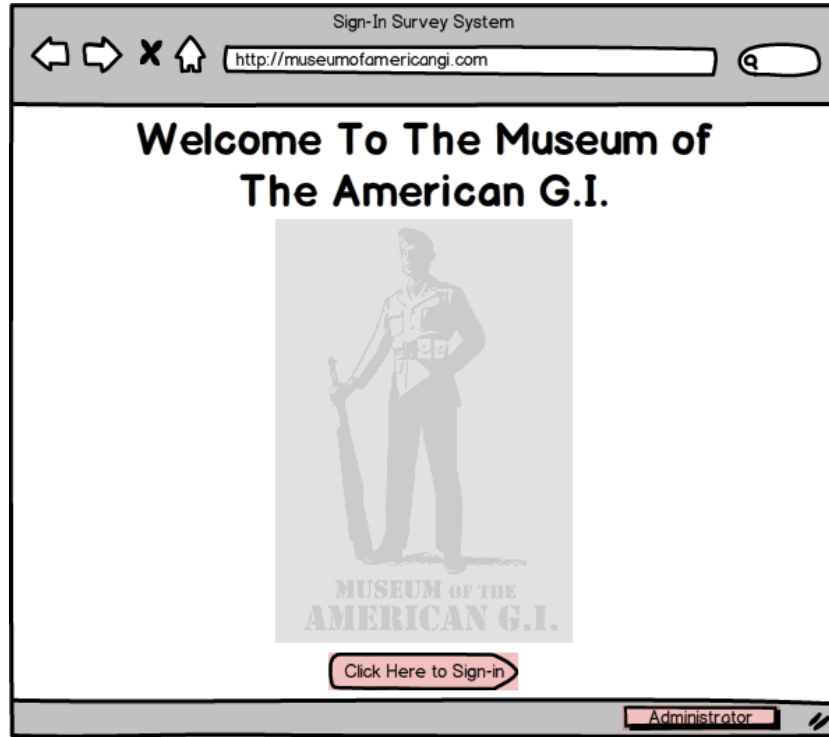 Sign-In Survey System
http://museumofamericangi.com
Welcome To The Museum of
The American G.I.
MUSEUM OF THE
AMERICAN G.I.
Click Here to Sign-in
Administrator